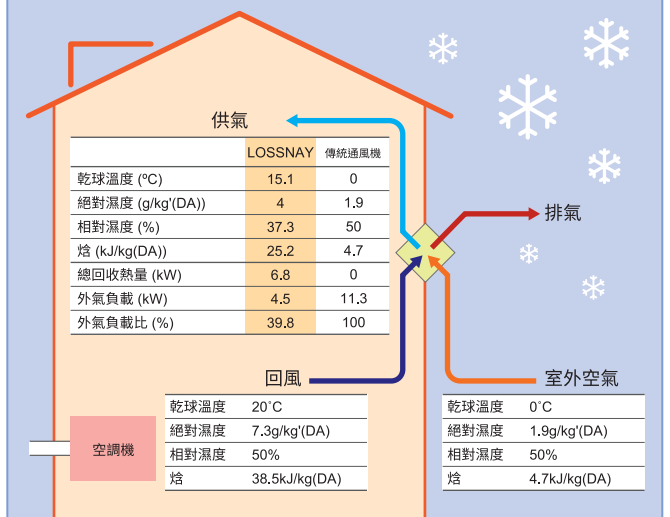 供氣
LOSSNAY 傳統通風機
乾球溫度 (ºC) 15.1 0
絕對濕度 (g/kg'(DA)) 4 1.9
相對濕度 (%) 37.3 50
焓 (kJ/kg(DA)) 25.2 4.7
總回收熱量 (kW) 6.8 0
外氣負載 (kW) 4.5 11.3
外氣負載比 (%) 39.8 100
排氣
回風
乾球溫度 20˚C
絕對濕度 7.3g/kg'(DA)
相對濕度 50%
焓 38.5kJ/kg(DA)
室外空氣
乾球溫度 0˚C
絕對濕度 1.9g/kg'(DA)
相對濕度 50%
焓 4.7kJ/kg(DA)
空調機